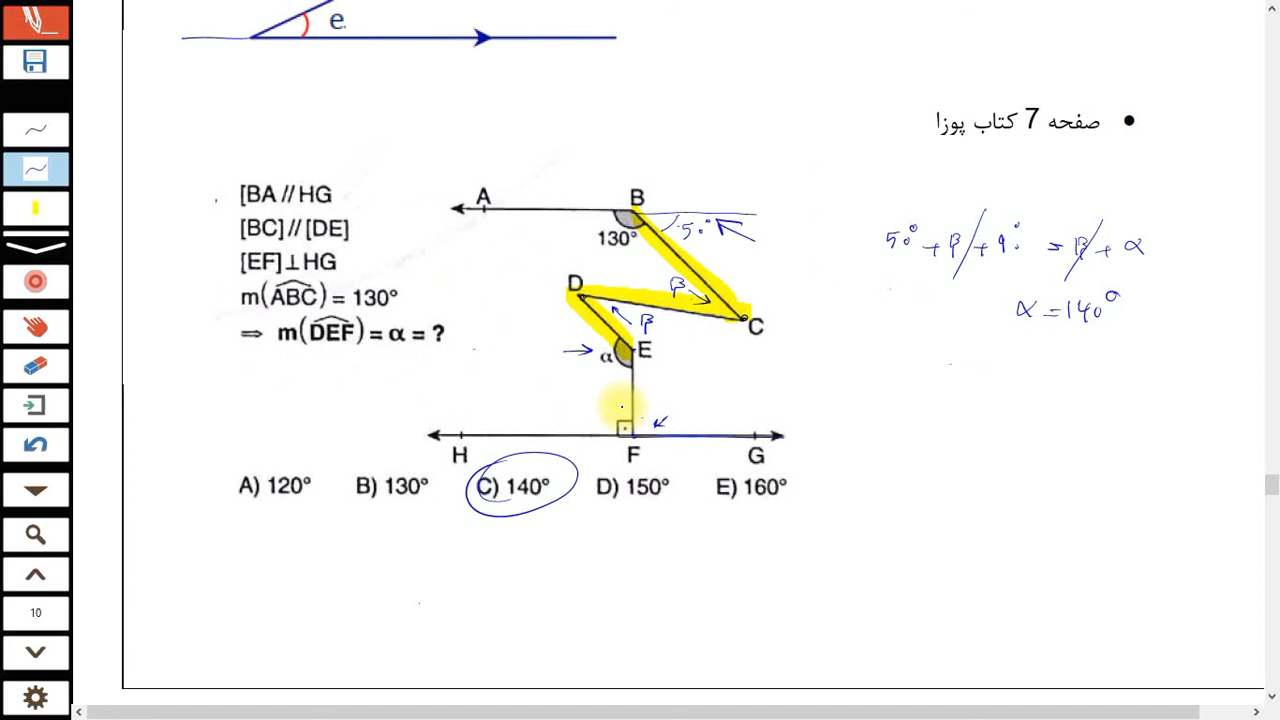 e.
• صفحه 7 کتاب پوزا
[BA // HG
[BC] // [DE]
[EF] ⊥ HG
m(ABC) = 130°
⇒ m(DEF) = α = ?
A
B
130°
50°
D
β
β
C
α
E
H
F
G
50° + β + 90° = β + α
α = 140°
A) 120° B) 130° C) 140° D) 150° E) 160°
10